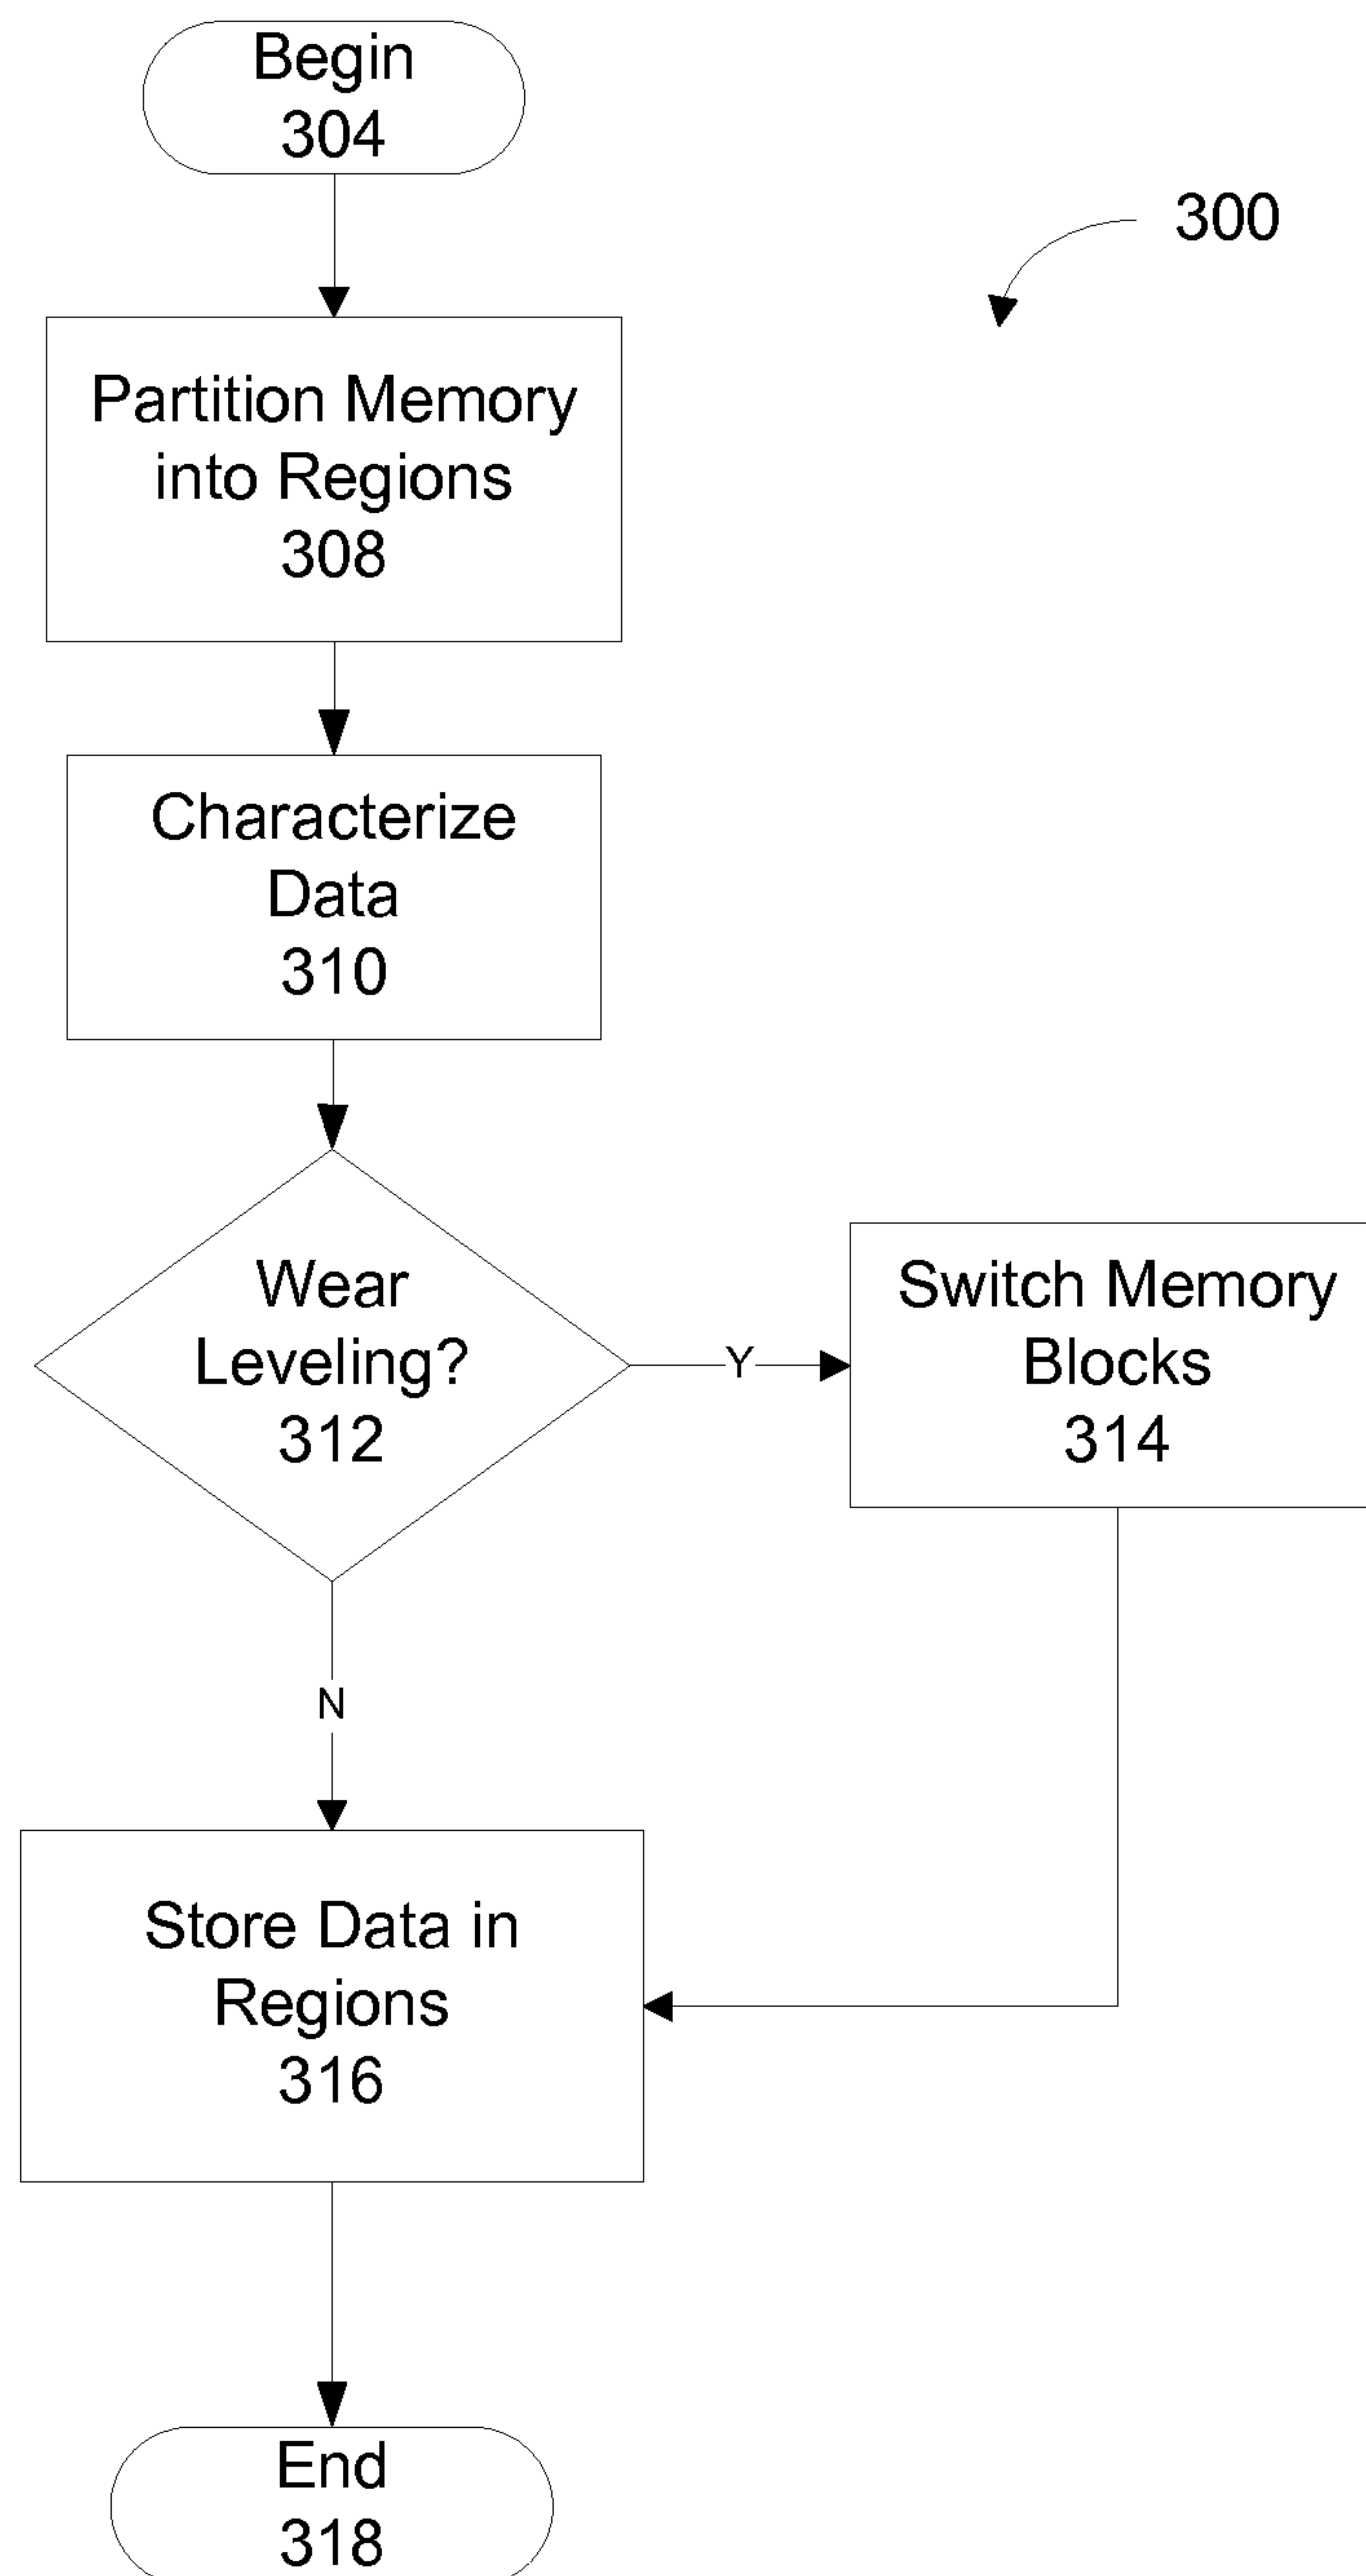 Begin
304
300
Partition Memory
into Regions
308
Characterize
Data
310
Wear
Leveling?
312
Y
Switch Memory
Blocks
314
N
Store Data in
Regions
316
End
318